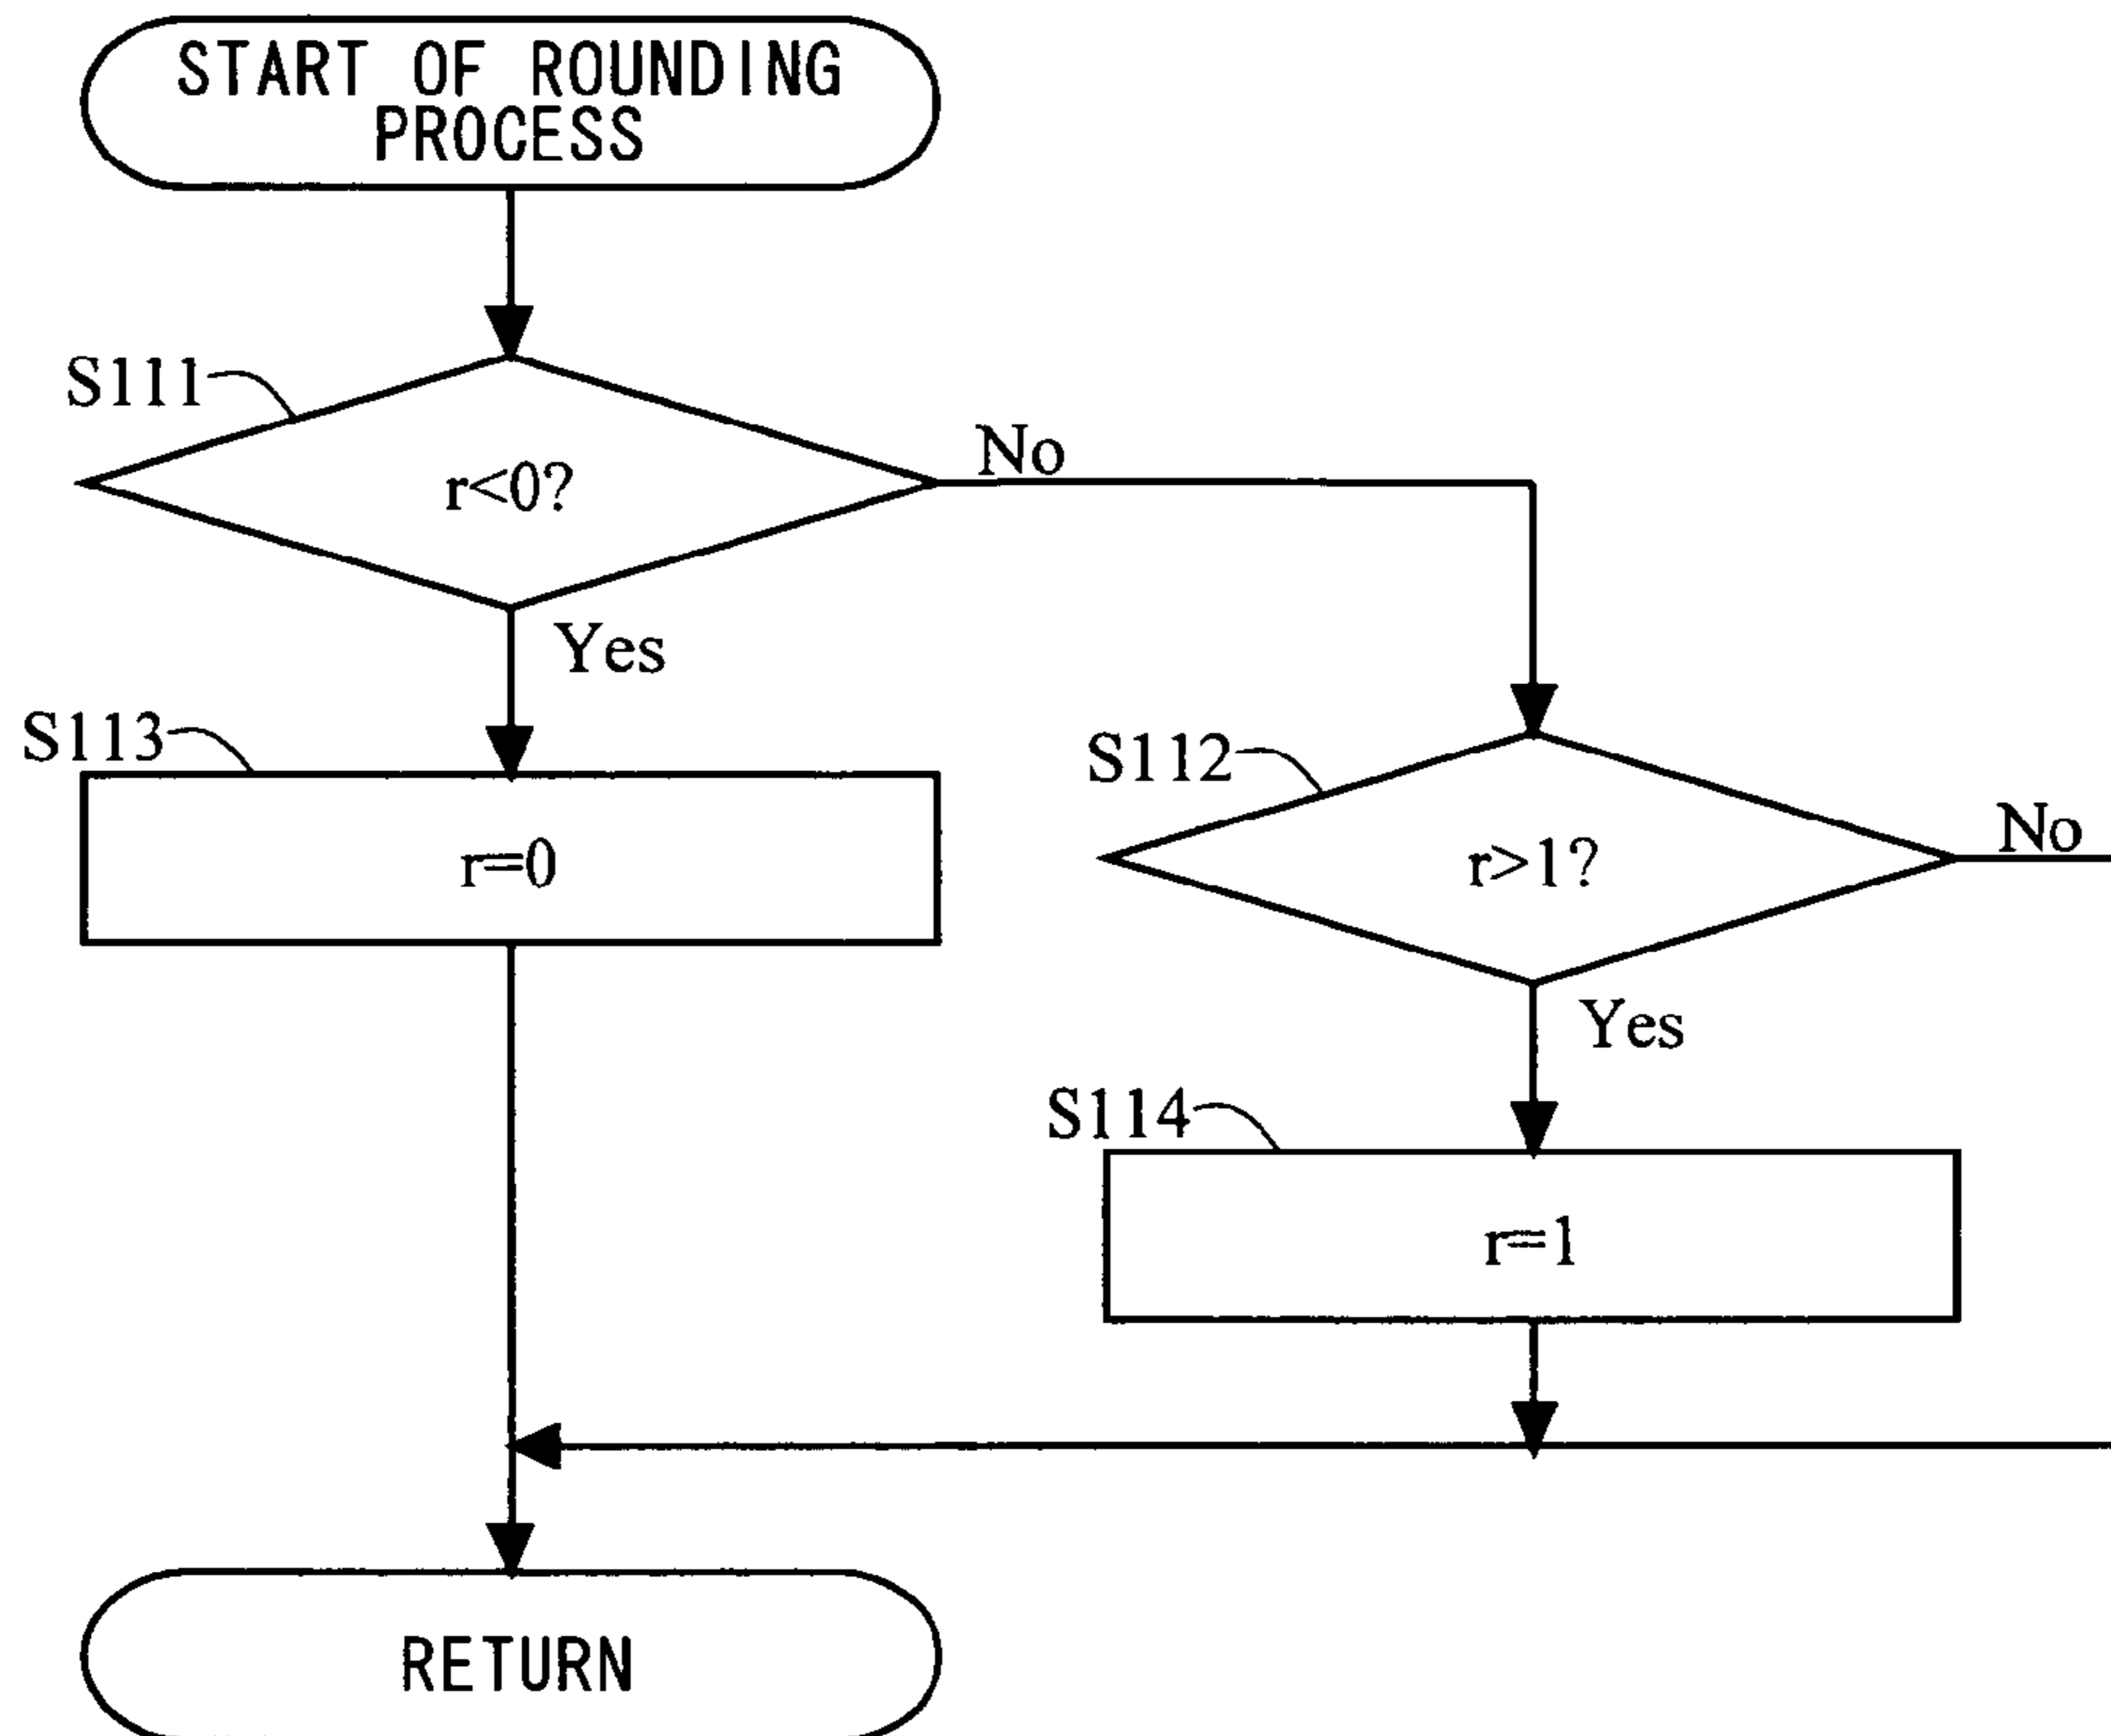 START OF ROUNDING
PROCESS
S111
r<0?
No
Yes
S113
r=0
S112
r>1?
No
Yes
S114
r=1
RETURN